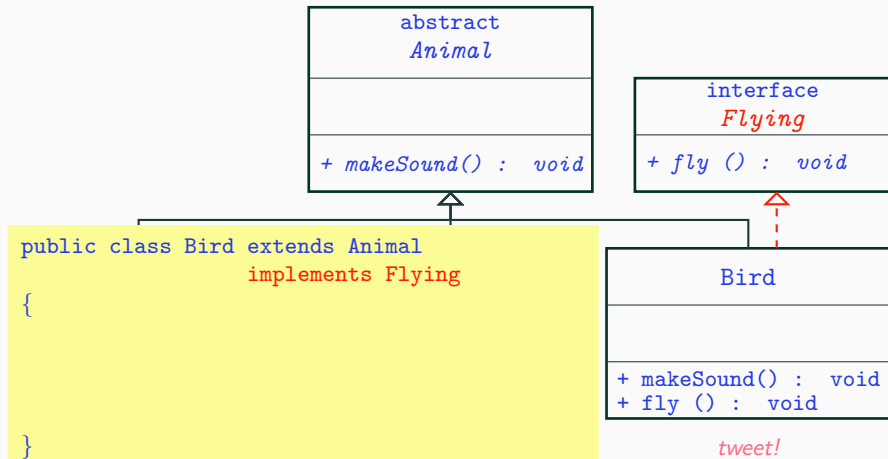 abstract
Animal
+ makeSound() : void
interface
Flying
+ fly () : void
public class Bird extends Animal
implements Flying
{
}
Bird
+ makeSound() : void
+ fly () : void
tweet!